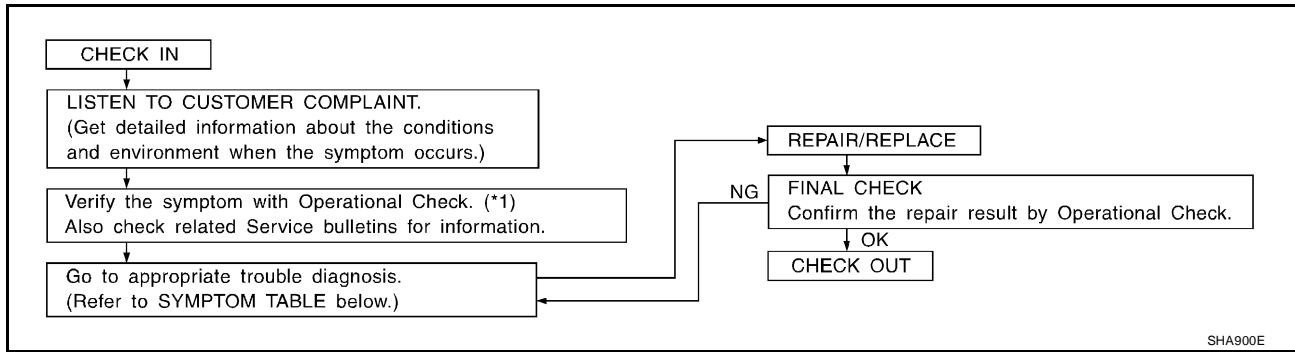 CHECK IN
LISTEN TO CUSTOMER COMPLAINT.
(Get detailed information about the conditions
and environment when the symptom occurs.)
Verify the symptom with Operational Check. (*1)
Also check related Service bulletins for information.
Go to appropriate trouble diagnosis.
(Refer to SYMPTOM TABLE below.)
REPAIR/REPLACE
NG
FINAL CHECK
Confirm the repair result by Operational Check.
OK
CHECK OUT
SHA900E